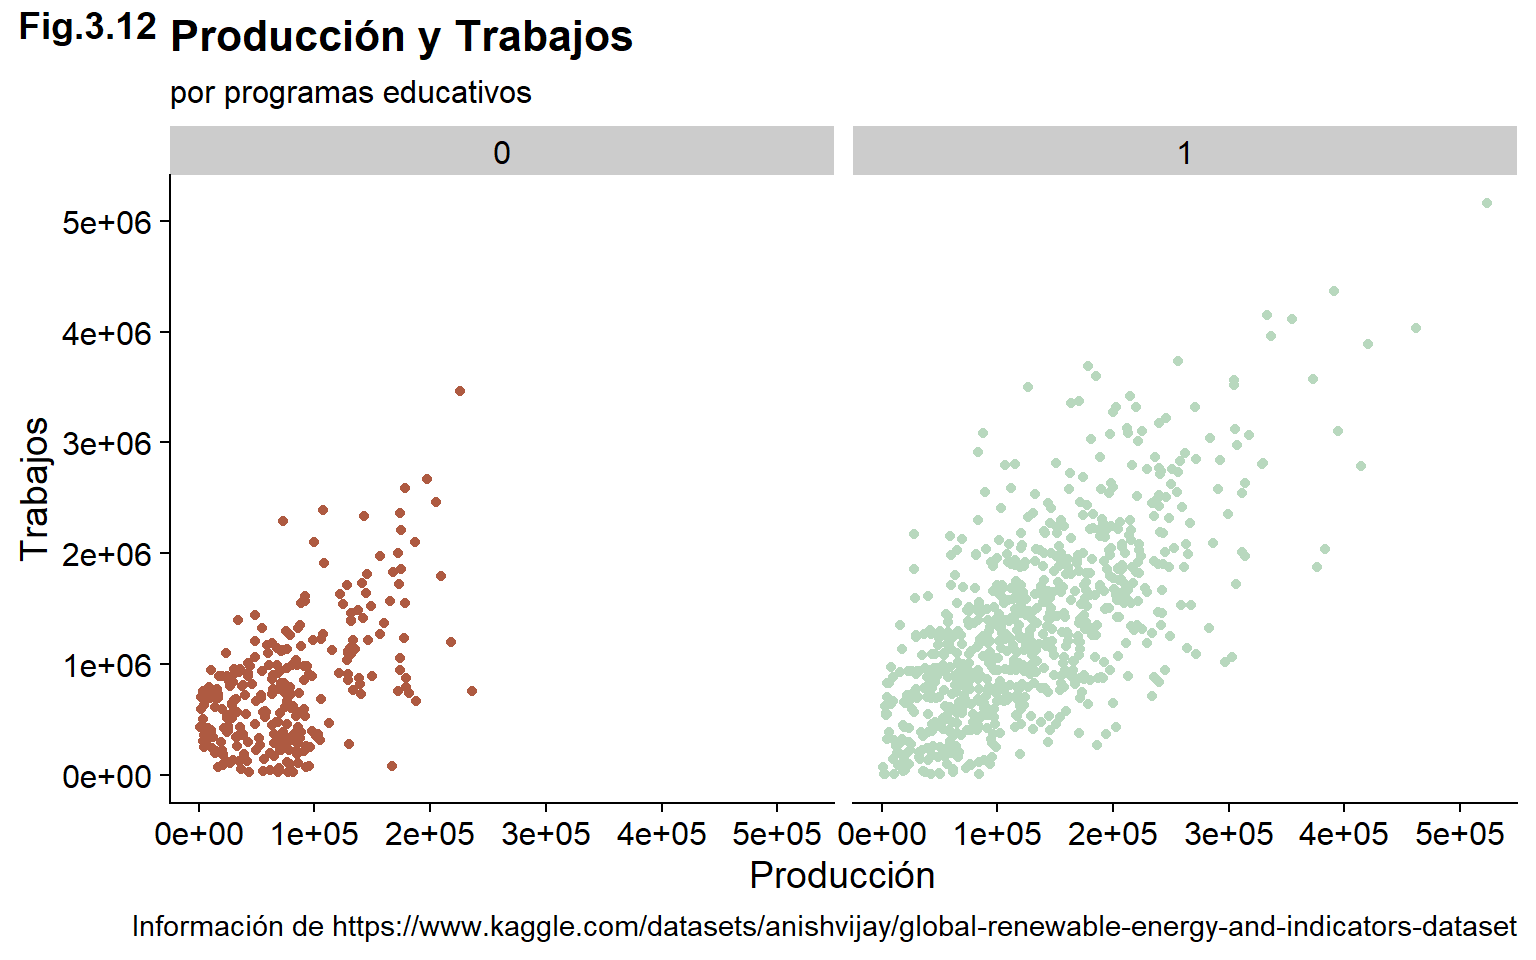 Fig.3.12 Producción y Trabajos
por programas educativos
0 1
5e+06
4e+06
3e+06
2e+06
1e+06
0e+00
Trabajos
0e+00 1e+05 2e+05 3e+05 4e+05 5e+05 0e+00 1e+05 2e+05 3e+05 4e+05 5e+05
Producción
Información de https://www.kaggle.com/datasets/anishvijay/global-renewable-energy-and-indicators-dataset